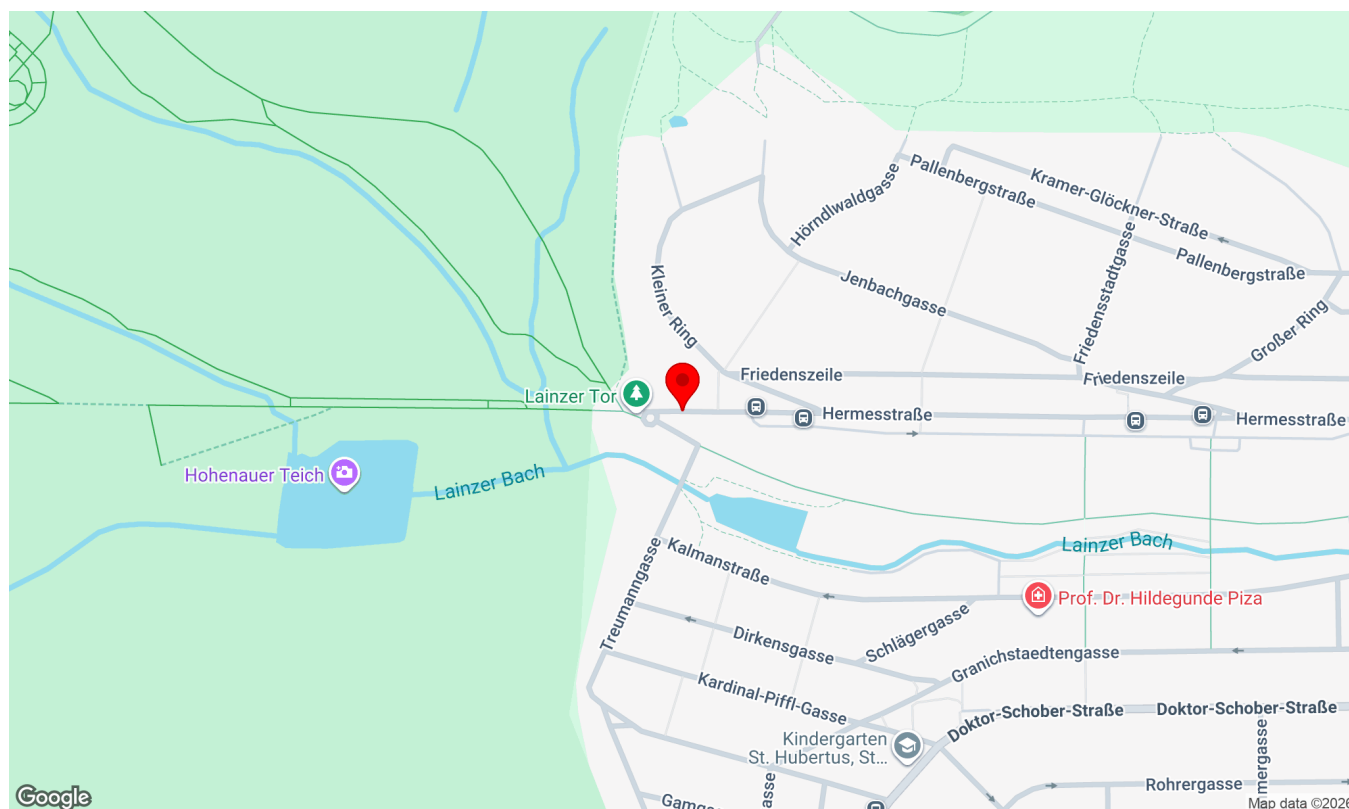 Pallenbergstraße
Kramer-Glöckner-Straße
Hörndlwaldgasse
Pallenbergstraße
Kleiner-Ring
Jenbachgasse
Friedensstadtgasse
Großer Ring
Friedenszeile
Friedenszeile
Lainzer Tor
Hermesstraße
Hermesstraße
Hohenauer Teich
Lainzer Bach
Lainzer Bach
Kalmanstraße
Treumanngasse
Prof. Dr. Hildegunde Piza
Dirkensgasse
Schlägergasse
Granichstaedtengasse
Kardinal-Piffl-Gasse
Doktor-Schober-Straße
Doktor-Schober-Straße
Kindergarten
St. Hubertus, St...
Rohrergasse
Google
Map data ©2026